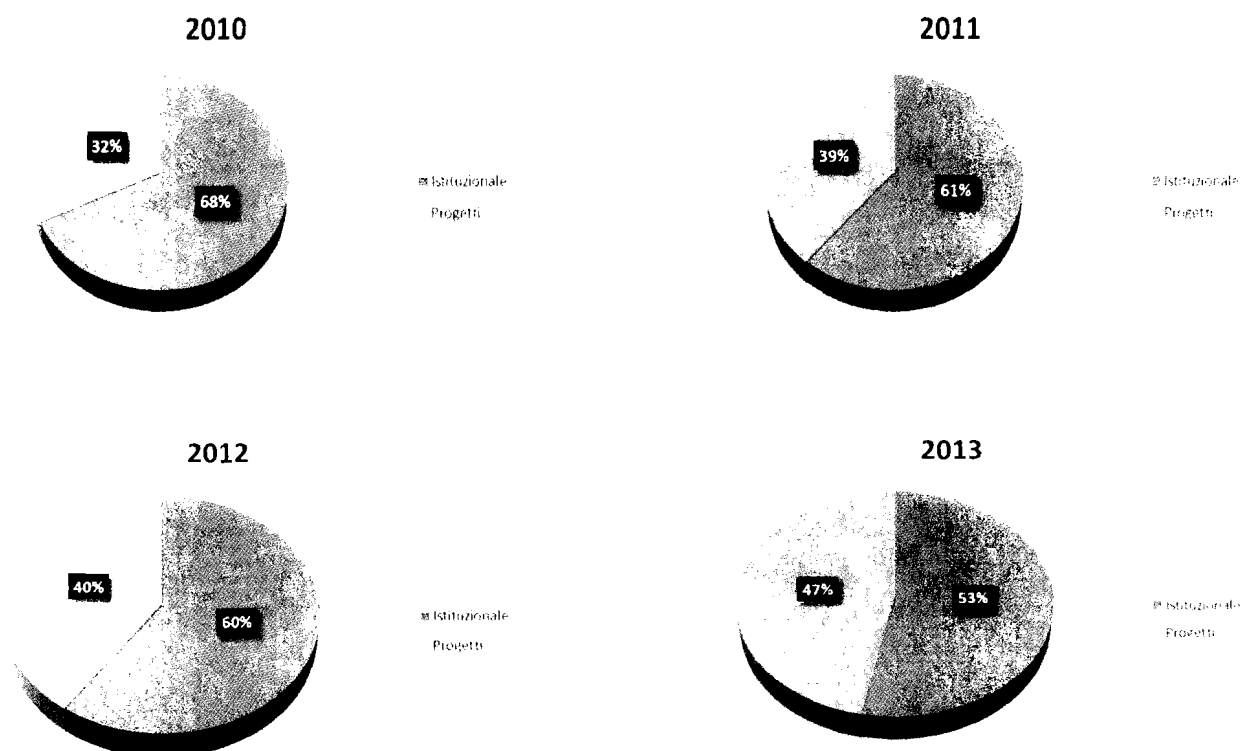 2010
32%
68%
Istituzionale
Progetti
2011
39%
61%
Istituzionale
Progetti
2012
40%
60%
Istituzionale
Progetti
2013
47%
53%
Istituzionale
Progetti